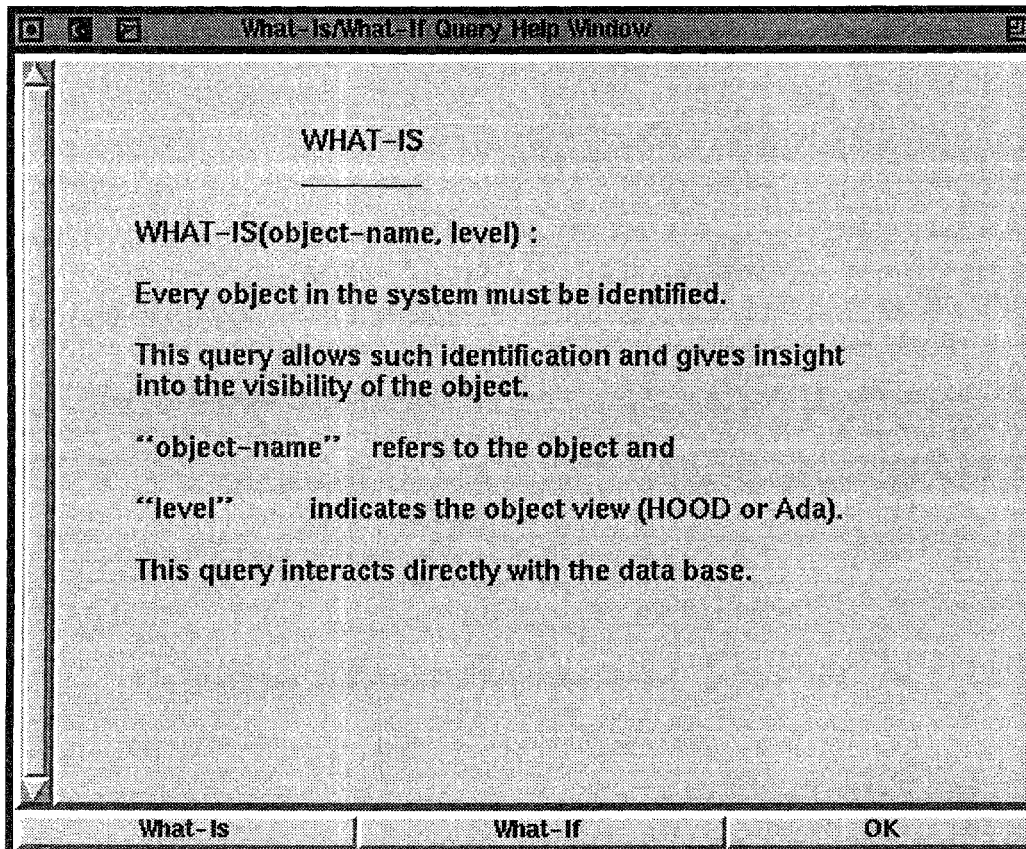 What-Is/What-If Query Help Window
WHAT-IS
WHAT-IS(object-name, level) :
Every object in the system must be identified.
This query allows such identification and gives insight
into the visibility of the object.
“object-name” refers to the object and
“level” indicates the object view (HOOD or Ada).
This query interacts directly with the data base.
What-Is What-If OK